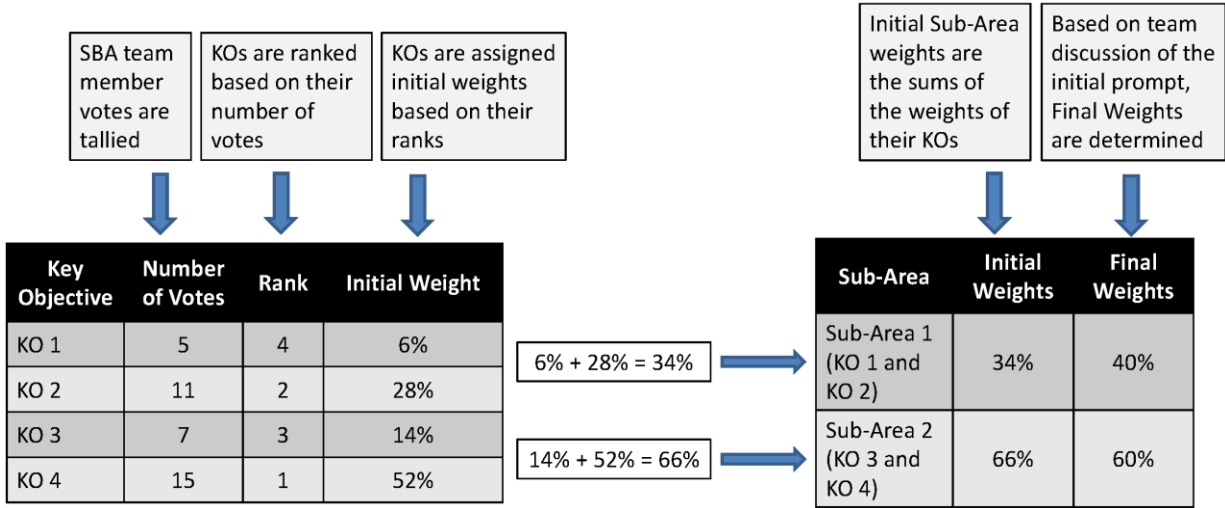 SBA team
member
votes are
tallied
KOs are ranked
based on their
number of
votes
KOs are assigned
initial weights
based on their
ranks
Initial Sub-Area
weights are
the sums of
the weights of
their KOs
Based on team
discussion of the
initial prompt,
Final Weights
are determined
Key
Objective
Number
of Votes
Rank
Initial Weight
KO 1 5 4 6%
KO 2 11 2 28%
KO 3 7 3 14%
KO 4 15 1 52%
6% + 28% = 34%
14% + 52% = 66%
Sub-Area
Initial
Weights
Final
Weights
Sub-Area 1
(KO 1 and
KO 2)
34%
40%
Sub-Area 2
(KO 3 and
KO 4)
66%
60%